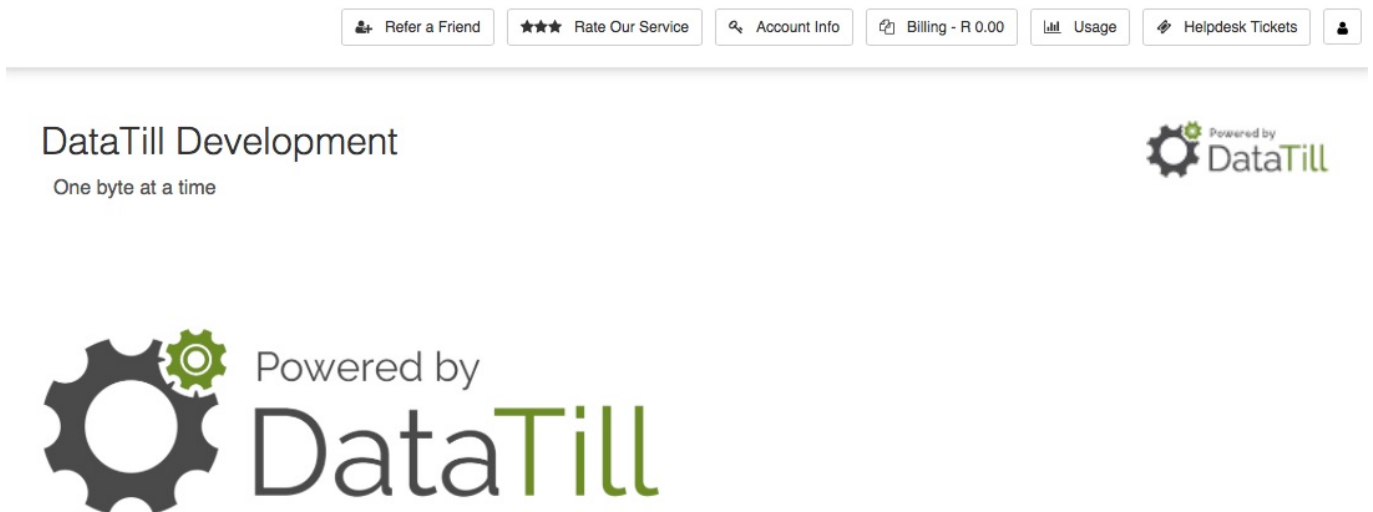 Refer a Friend Rate Our Service Account Info Billing - R 0.00 Usage Helpdesk Tickets
DataTill Development
One byte at a time
Powered by
DataTill
Powered by
DataTill